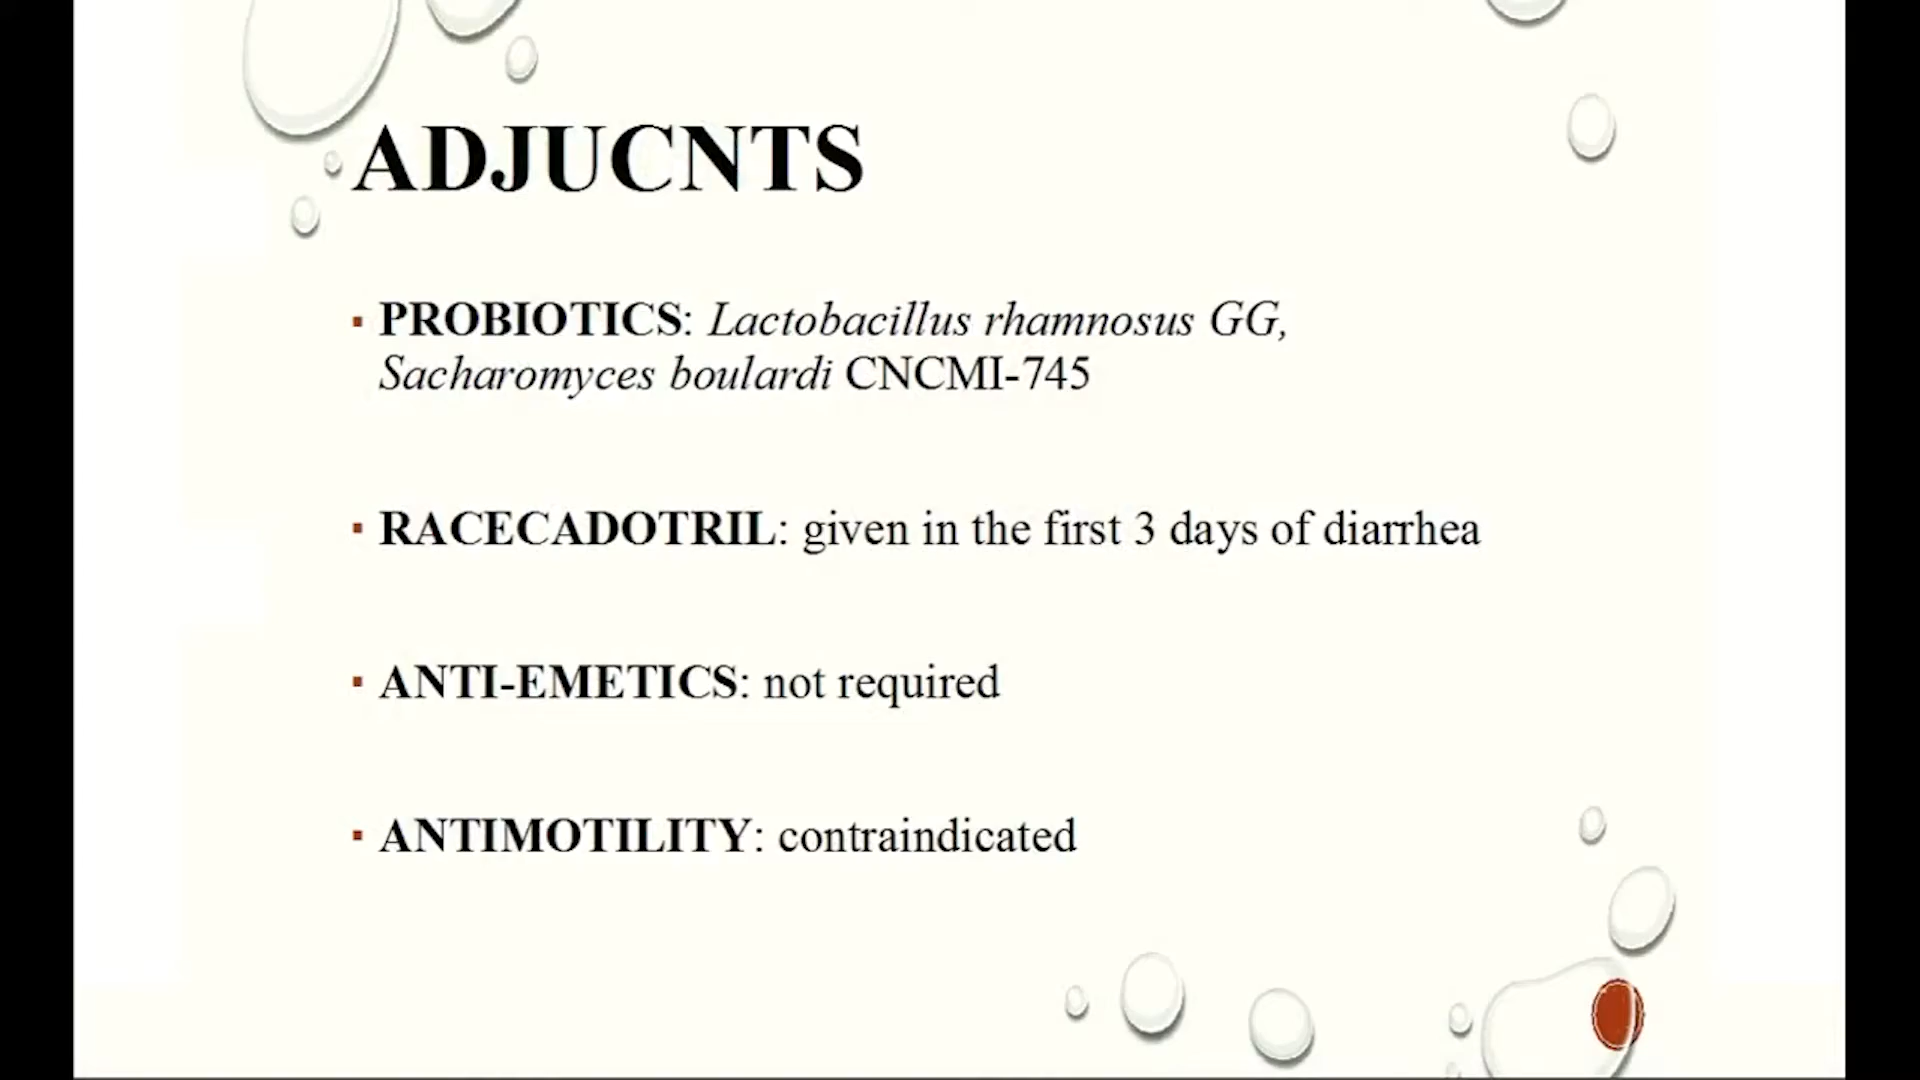 ADJUCNTS
▪ PROBIOTICS: Lactobacillus rhamnosus GG,
Sacharomyces boulardi CNCMI-745
▪ RACECADOTRIL: given in the first 3 days of diarrhea
▪ ANTI-EMETICS: not required
▪ ANTIMOTILITY: contraindicated